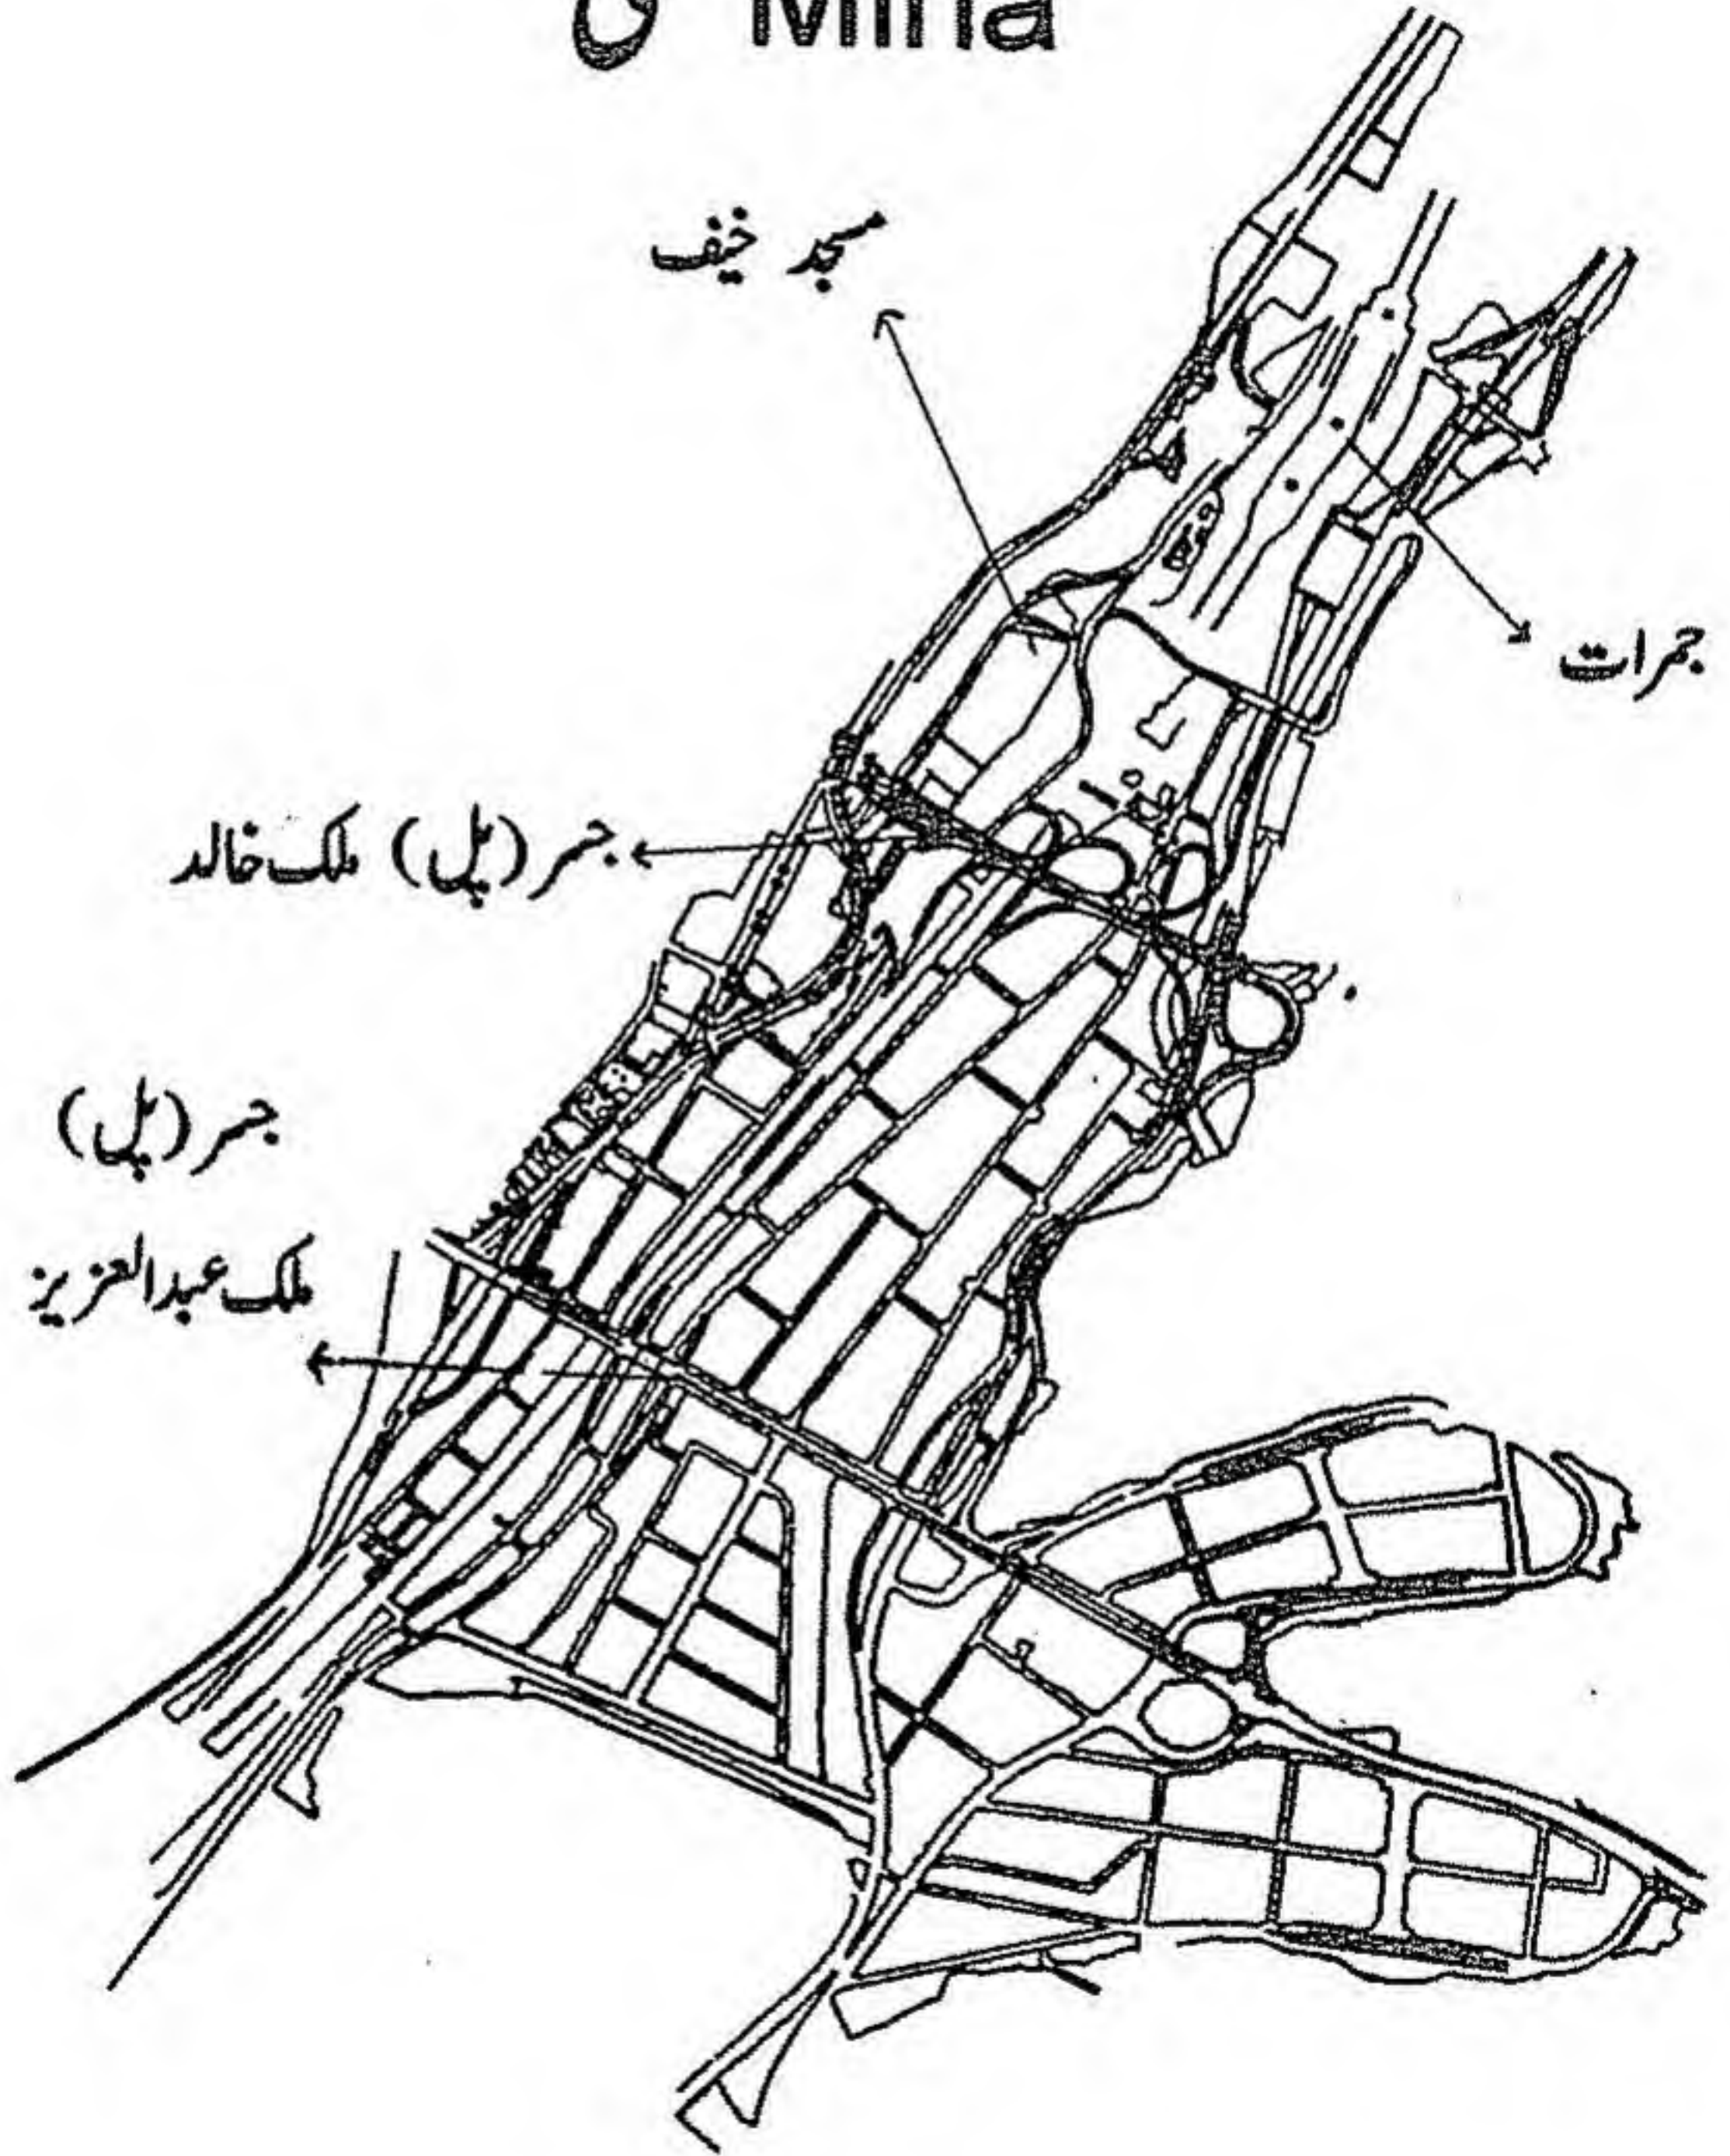 Mina
مسجد خیف
جمرات
جسر (پل) ملک خالد
جسر (پل)
ملک عبدالعزیز